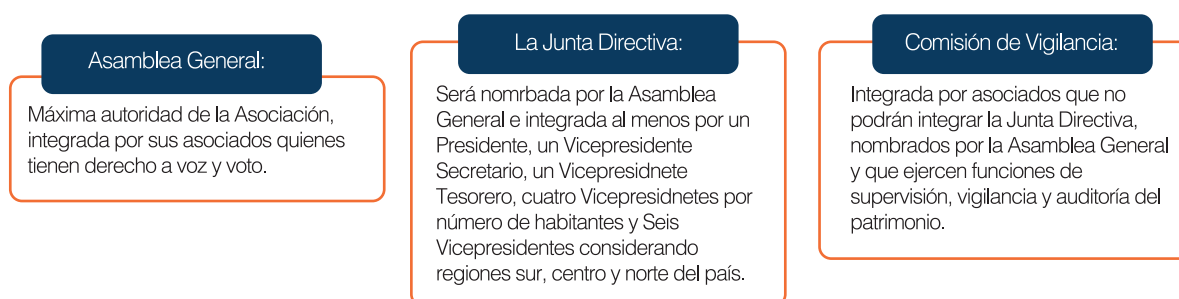 Asamblea General:
Máxima autoridad de la Asociación,
integrada por sus asociados quienes
tienen derecho a voz y voto.
La Junta Directiva:
Será nomrbada por la Asamblea
General e integrada al menos por un
Presidente, un Vicepresidente
Secretario, un Vicepresidnete
Tesorero, cuatro Vicepresidnetes por
número de habitantes y Seis
Vicepresidentes considerando
regiones sur, centro y norte del país.
Comisión de Vigilancia:
Integrada por asociados que no
podrán integrar la Junta Directiva,
nombrados por la Asamblea General
y que ejercen funciones de
supervisión, vigilancia y auditoría del
patrimonio.